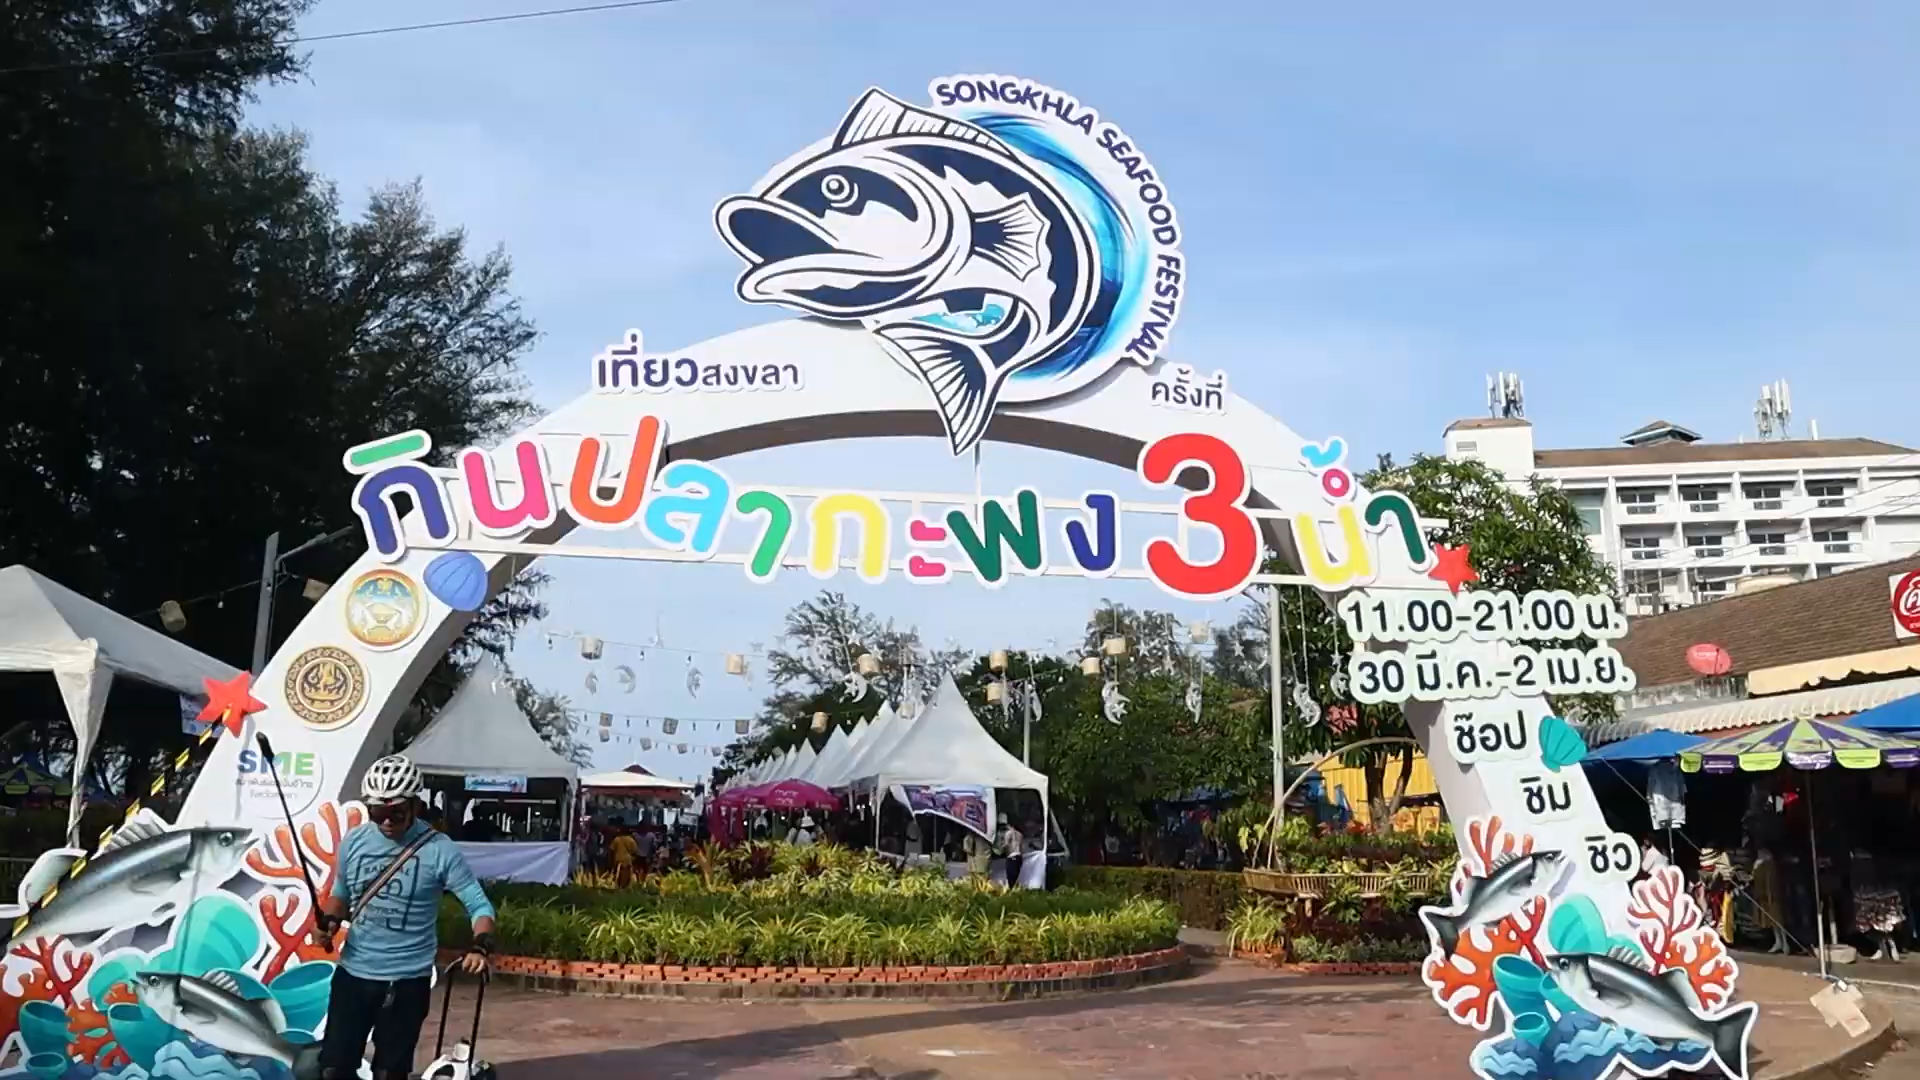 SONGKHLA SEAFOOD FESTIVAL
เที่ยวสงขลา
ครั้งที่
กินปลากะพง 3 น้ำ
11.00-21.00 น.
30 มี.ค.-2 เม.ย.
ช๊อป
ชิม
ชิว
SME